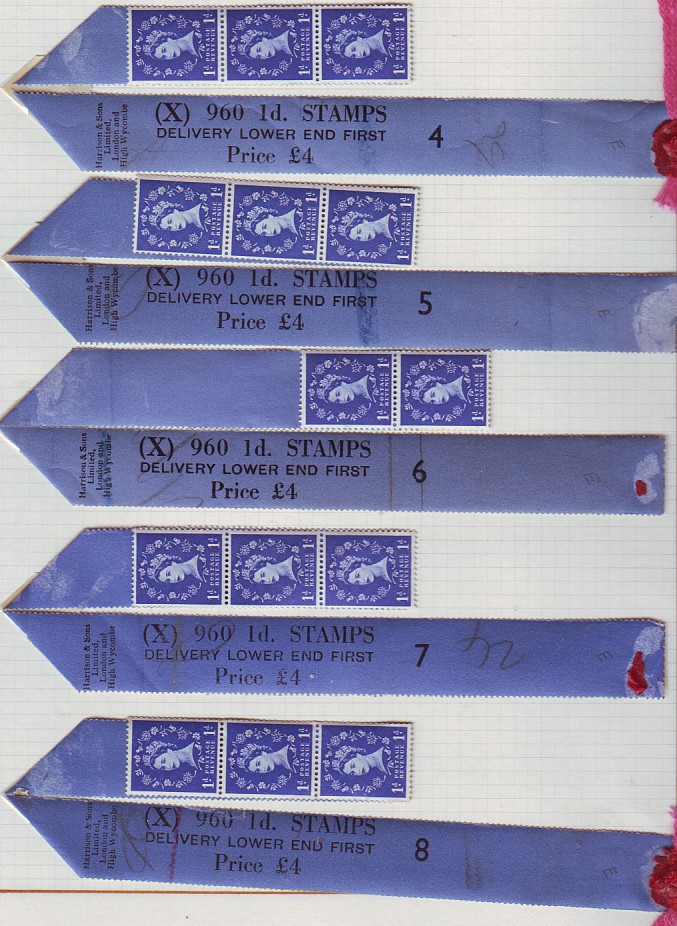 1d POSTAGE REVENUE 1d 1d POSTAGE REVENUE 1d 1d POSTAGE REVENUE 1d
Harrison & Sons
Limited,
London and
High Wycombe
(X) 960 1d. STAMPS
DELIVERY LOWER END FIRST
Price £4
4
24
E
1d POSTAGE REVENUE 1d 1d POSTAGE REVENUE 1d 1d POSTAGE REVENUE 1d
Harrison & Sons
Limited,
London and
High Wycombe
(X) 960 1d. STAMPS
DELIVERY LOWER END FIRST
Price £4
5
E
1d POSTAGE REVENUE 1d 1d POSTAGE REVENUE 1d
Harrison & Sons
Limited,
London and
High Wycombe
(X) 960 1d. STAMPS
DELIVERY LOWER END FIRST
Price £4
6
E
1d POSTAGE REVENUE 1d 1d POSTAGE REVENUE 1d 1d POSTAGE REVENUE 1d
Harrison & Sons
Limited,
London and
High Wycombe
(X) 960 1d. STAMPS
DELIVERY LOWER END FIRST
Price £4
7
24
E
1d POSTAGE REVENUE 1d 1d POSTAGE REVENUE 1d 1d POSTAGE REVENUE 1d
Harrison & Sons
Limited,
London and
High Wycombe
(X) 960 1d. STAMPS
DELIVERY LOWER END FIRST
Price £4
8
E